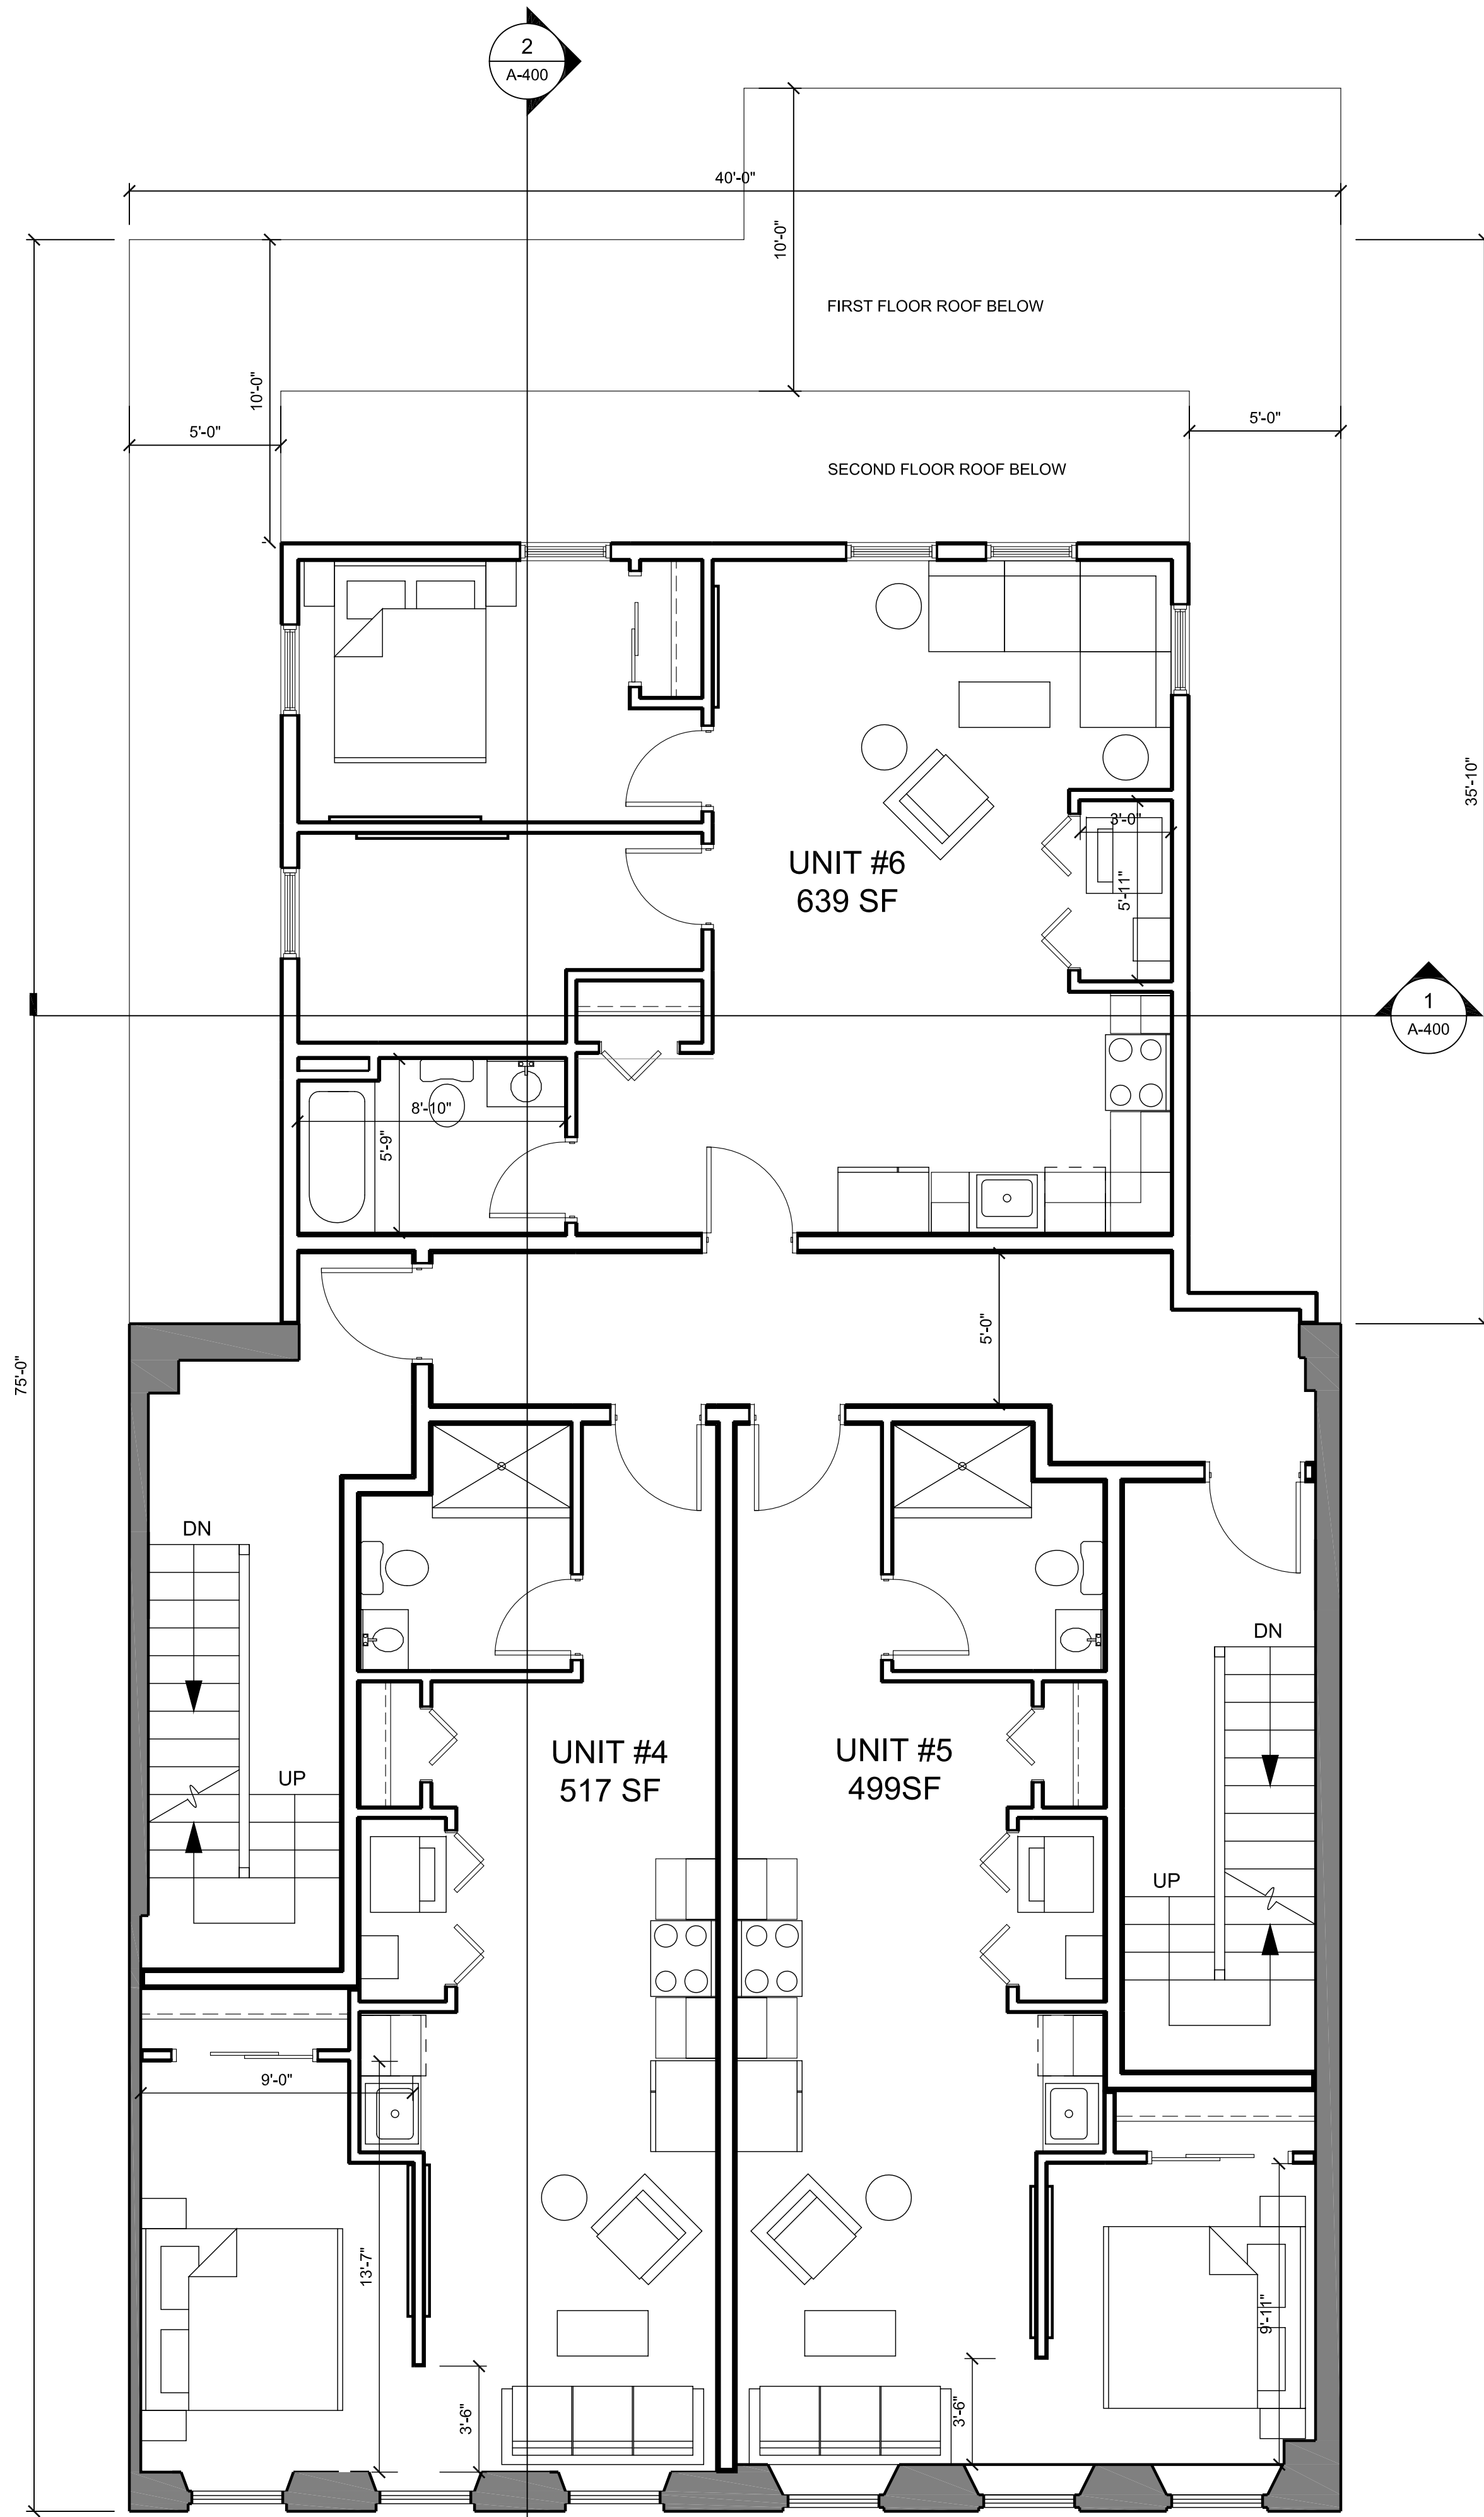 2
A-400
40'-0"
10'-0"
FIRST FLOOR ROOF BELOW
10'-0"
5'-0"
5'-0"
SECOND FLOOR ROOF BELOW
35'-10"
3'-0"
UNIT #6
639 SF
5'-11"
1
A-400
8'-10"
5'-9"
5'-0"
75'-0"
DN
DN
UNIT #4
517 SF
UNIT #5
499SF
UP
UP
9'-0"
13'-7"
9'-11"
3'-6"
3'-6"